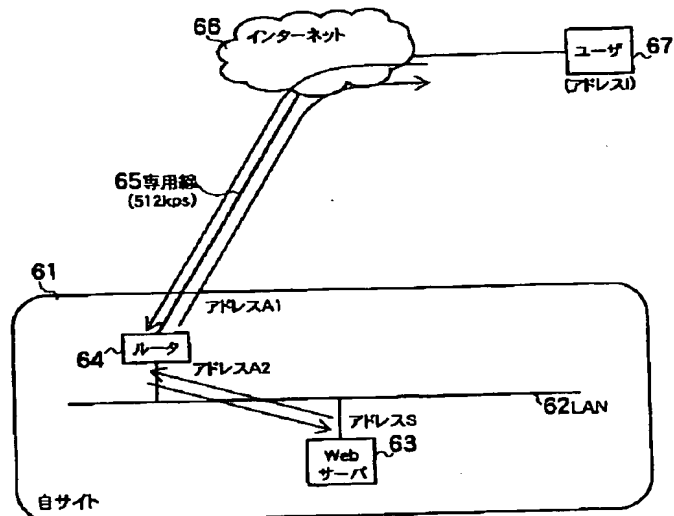 66
インターネット
ユーザ
67
(アドレスI)
65専用線
(512kps)
61
アドレスA1
ルータ
64
アドレスA2
62LAN
アドレスS
Web
サーバ
63
自サイト